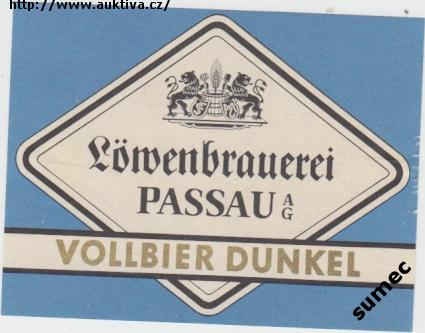 http://www.auktiva.cz/
Löwenbrauerei
PASSAU AG
VOLLBIER DUNKEL
sumec